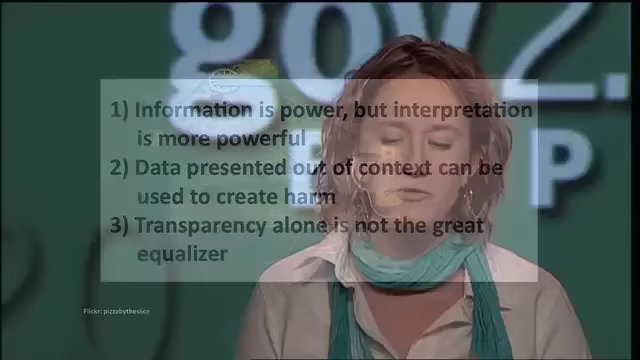 gov2.
E P
1) Information is power, but interpretation
is more powerful
2) Data presented out of context can be
used to create harm
3) Transparency alone is not the great
equalizer
Flickr: pizzabytheslice